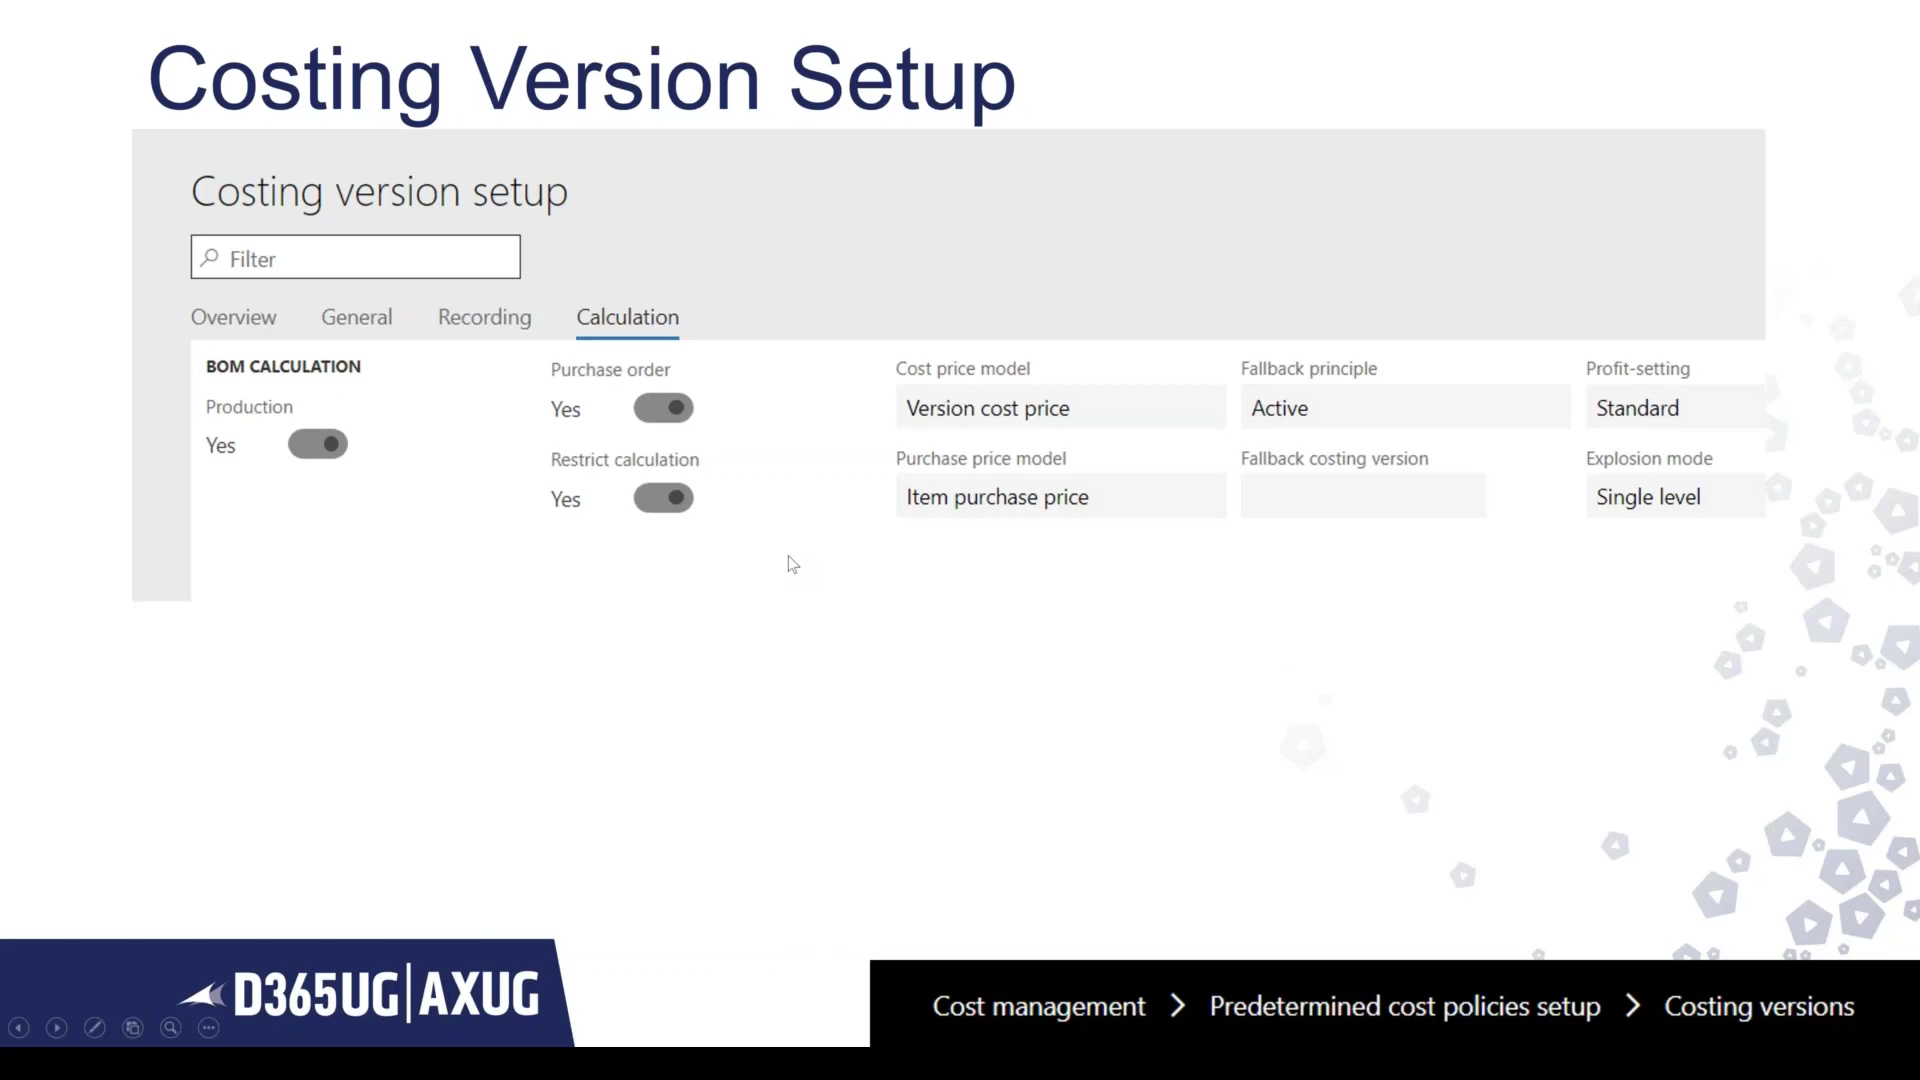 Costing Version Setup
Costing version setup
Filter
Overview General Recording Calculation
BOM CALCULATION
Production
Yes
Purchase order
Yes
Restrict calculation
Yes
Cost price model
Version cost price
Purchase price model
Item purchase price
Fallback principle
Active
Fallback costing version
Profit-setting
Standard
Explosion mode
Single level
D365UG|AXUG
Cost management > Predetermined cost policies setup > Costing versions